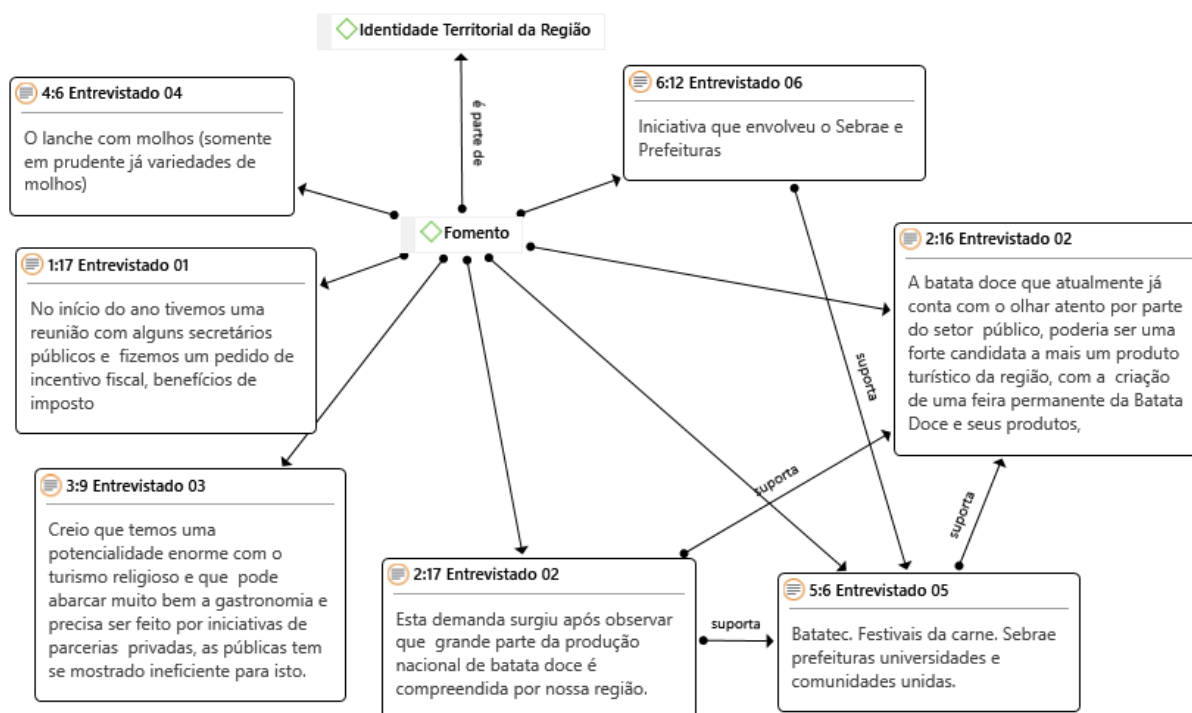 Identidade Territorial da Região
4:6 Entrevistado 04
O lanche com molhos (somente
em prudente já variedades de
molhos)
é parte de
6:12 Entrevistado 06
Iniciativa que envolveu o Sebrae e
Prefeituras
Fomento
1:17 Entrevistado 01
No início do ano tivemos uma
reunião com alguns secretários
públicos e fizemos um pedido de
incentivo fiscal, benefícios de
imposto
2:16 Entrevistado 02
A batata doce que atualmente já
conta com o olhar atento por parte
do setor público, poderia ser uma
forte candidata a mais um produto
turístico da região, com a criação
de uma feira permanente da Batata
Doce e seus produtos,
suporta
3:9 Entrevistado 03
Creio que temos uma
potencialidade enorme com o
turismo religioso e que pode
abarcar muito bem a gastronomia e
precisa ser feito por iniciativas de
parcerias privadas, as públicas tem
se mostrado ineficiente para isto.
suporta
suporta
2:17 Entrevistado 02
Esta demanda surgiu após observar
que grande parte da produção
nacional de batata doce é
compreendida por nossa região.
suporta
5:6 Entrevistado 05
Batatec. Festivais da carne. Sebrae
prefeituras universidades e
comunidades unidas.